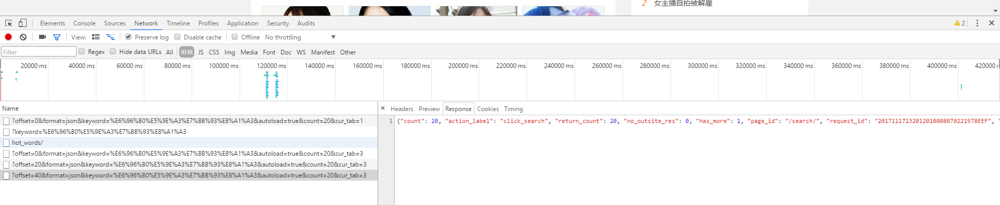 2 女主播自拍被解雇
Elements Console Sources Network Timeline Profiles Application Security Audits 2
View: Preserve log Disable cache Offline No throttling
Filter Regex Hide data URLs All XHR JS CSS Img Media Font Doc WS Manifest Other
20000 ms 40000 ms 60000 ms 80000 ms 100000 ms 120000 ms 140000 ms 160000 ms 180000 ms 200000 ms 220000 ms 240000 ms 260000 ms 280000 ms 300000 ms 320000 ms 340000 ms 360000 ms 380000 ms 400000 ms 420000
Name
?offset=0&format=json&keyword=%E6%96%B0%E5%9E%A3%E7%BB%93%E8%A1%A3&autoload=true&count=20&cur_tab=1
?keyword=%E6%96%B0%E5%9E%A3%E7%BB%93%E8%A1%A3
hot_words/
?offset=0&format=json&keyword=%E6%96%B0%E5%9E%A3%E7%BB%93%E8%A1%A3&autoload=true&count=20&cur_tab=3
?offset=20&format=json&keyword=%E6%96%B0%E5%9E%A3%E7%BB%93%E8%A1%A3&autoload=true&count=20&cur_tab=3
?offset=40&format=json&keyword=%E6%96%B0%E5%9E%A3%E7%BB%93%E8%A1%A3&autoload=true&count=20&cur_tab=3
× Headers Preview Response Cookies Timing
1 {"count": 20, "action_label": "click_search", "return_count": 20, "no_outsite_res": 0, "has_more": 1, "page_id": "/search/", "request_id": "20171117132012010008070221978EEF", "